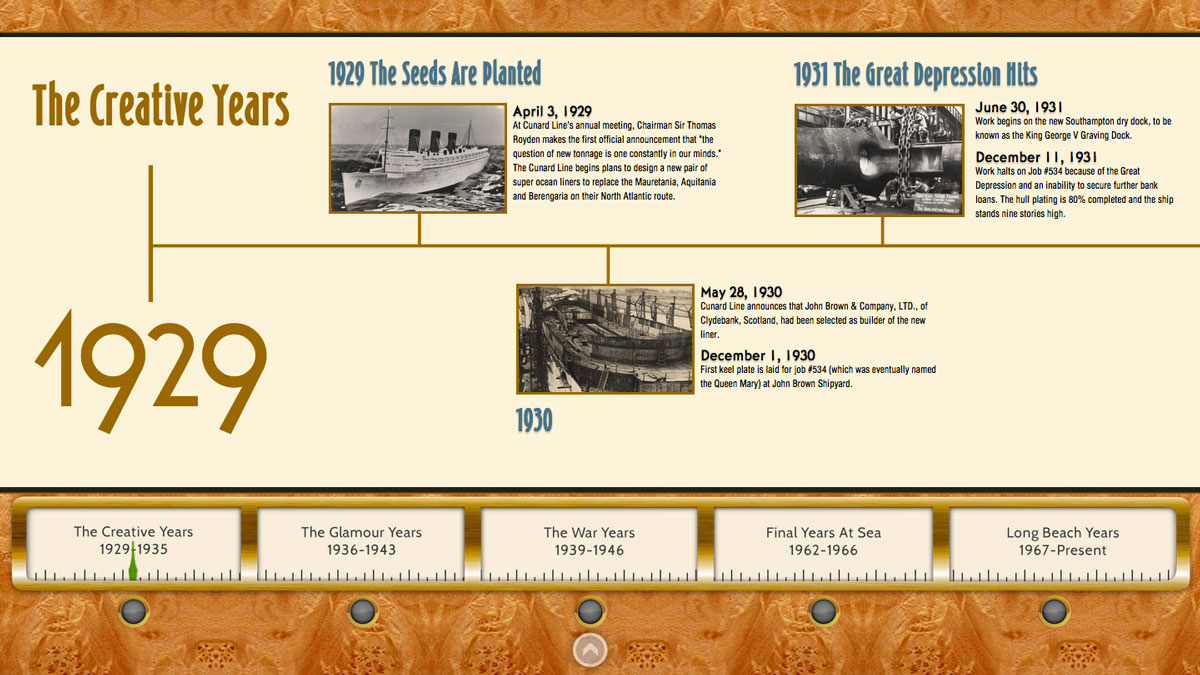 The Creative Years
1929
1929 The Seeds Are Planted
April 3, 1929
At Cunard Line's annual meeting, Chairman Sir Thomas
Royden makes the first official announcement that "the
question of new tonnage is one constantly in our minds."
The Cunard Line begins plans to design a new pair of
super ocean liners to replace the Mauretania, Aquitania
and Berengaria on their North Atlantic route.
May 28, 1930
Cunard Line announces that John Brown & Company, LTD., of
Clydebank, Scotland, had been selected as builder of the new
liner.
December 1, 1930
First keel plate is laid for job #534 (which was eventually named
the Queen Mary) at John Brown Shipyard.
1930
1931 The Great Depression Hits
June 30, 1931
Work begins on the new Southampton dry dock, to be
known as the King George V Graving Dock.
December 11, 1931
Work halts on Job #534 because of the Great
Depression and an inability to secure further bank
loans. The hull plating is 80% completed and the ship
stands nine stories high.
The Creative Years
1929-1935
The Glamour Years
1936-1943
The War Years
1939-1946
Final Years At Sea
1962-1966
Long Beach Years
1967-Present